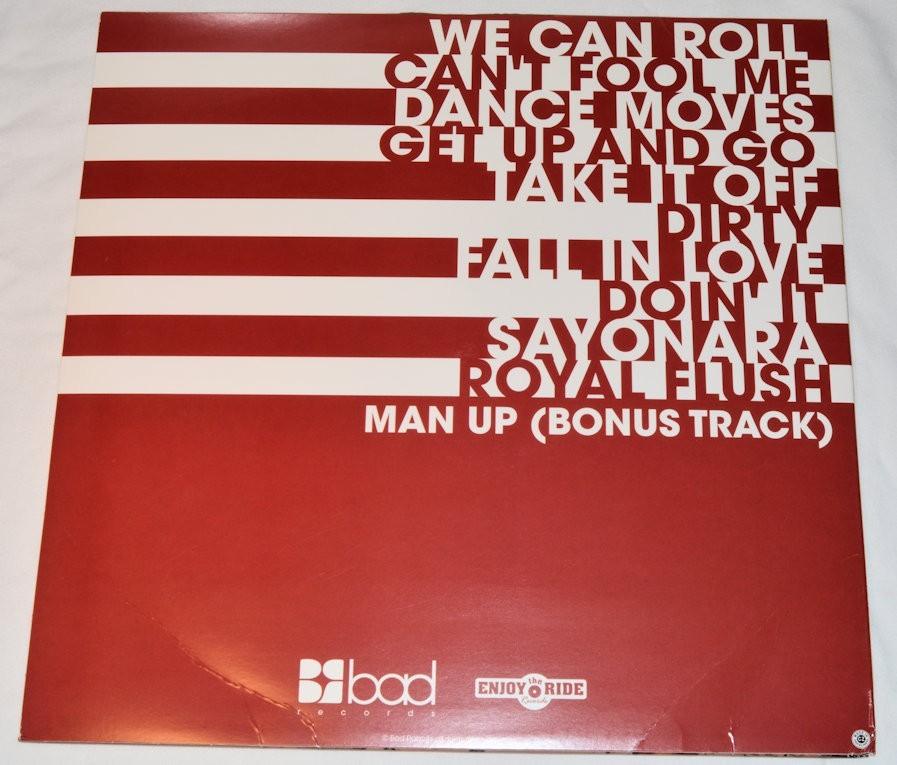 WE CAN ROLL
CAN'T FOOL ME
DANCE MOVES
GET UP AND GO
TAKE IT OFF
DIRTY
FALL IN LOVE
DOIN' IT
SAYONARA
ROYAL FLUSH
MAN UP (BONUS TRACK)
bad
records
ENJOY the RIDE
Records